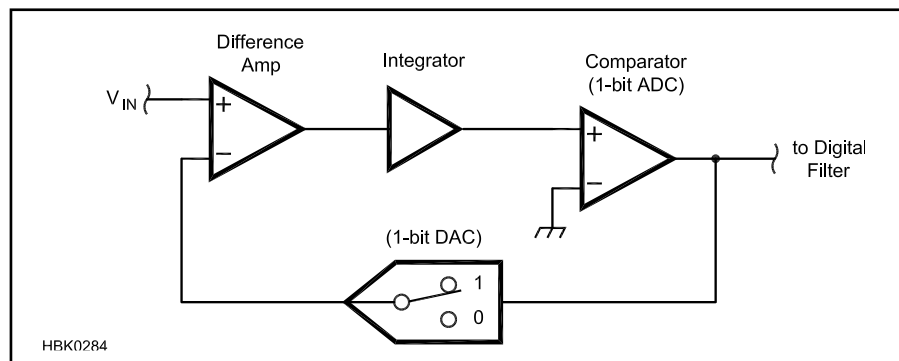 Difference
Amp
Integrator
Comparator
(1-bit ADC)
V IN
+
−
+
−
to Digital
Filter
(1-bit DAC)
1
0
HBK0284